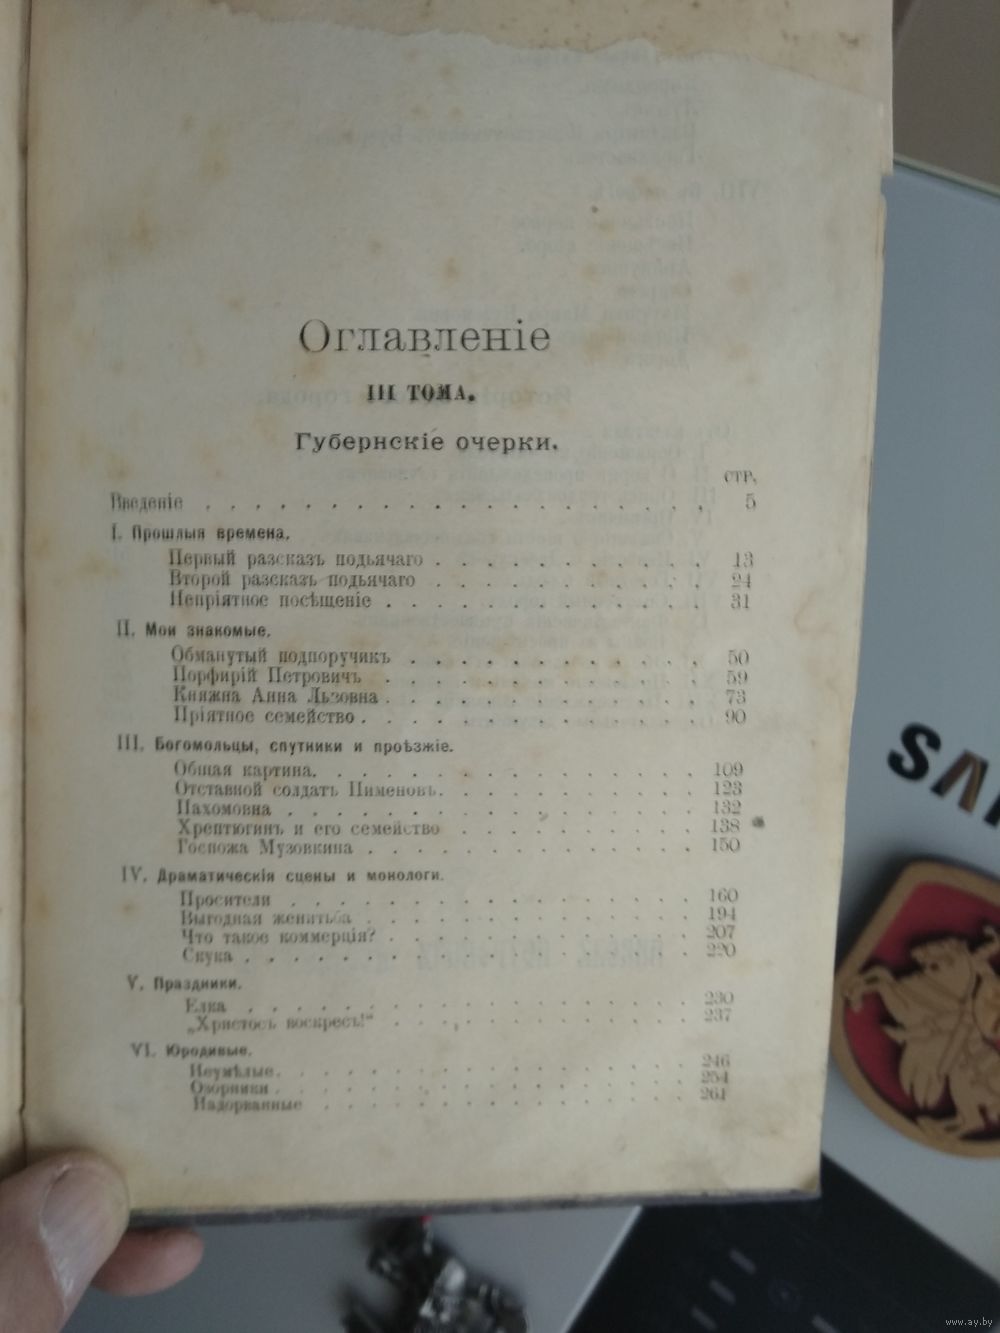 Оглавленіе
III ТОМА.
Губернскіе очерки.
СТР.
Введеніе . . . . . . . . . . . . . . . . . . . 5
I. Прошлыя времена.
Первый разсказъ подьячаго . . . . . . . . . . 13
Второй разсказъ подьячаго . . . . . . . . . . 24
Непріятное посѣщеніе . . . . . . . . . . . . 31
II. Мои знакомые.
Обманутый подпоручикъ . . . . . . . . . . . 50
Порфирій Петровичъ . . . . . . . . . . . . 59
Княжна Анна Львовна . . . . . . . . . . . . 73
Пріятное семейство . . . . . . . . . . . . . 90
III. Богомольцы, спутники и проѣзжіе.
Общая картина. . . . . . . . . . . . . . . 109
Отставной солдатъ Пименовъ. . . . . . . . . . 123
Пахомовна . . . . . . . . . . . . . . . . 132
Хрептюгинъ и его семейство . . . . . . . . . 138
Госпожа Музовкина . . . . . . . . . . . . . 150
IV. Драматическія сцены и монологи.
Просители . . . . . . . . . . . . . . . . 160
Выгодная женитьба . . . . . . . . . . . . . 194
Что такое коммерція? . . . . . . . . . . . . 207
Скука . . . . . . . . . . . . . . . . . . 220
V. Праздники.
Елка . . . . . . . . . . . . . . . . . . 230
„Христосъ воскресъ!“ . . . . . . . . . . . . 237
VI. Юродивые.
Неумѣлые. . . . . . . . . . . . . . . . . 246
Озорники . . . . . . . . . . . . . . . . . 254
Надорванные . . . . . . . . . . . . . . . 261
www.ay.by